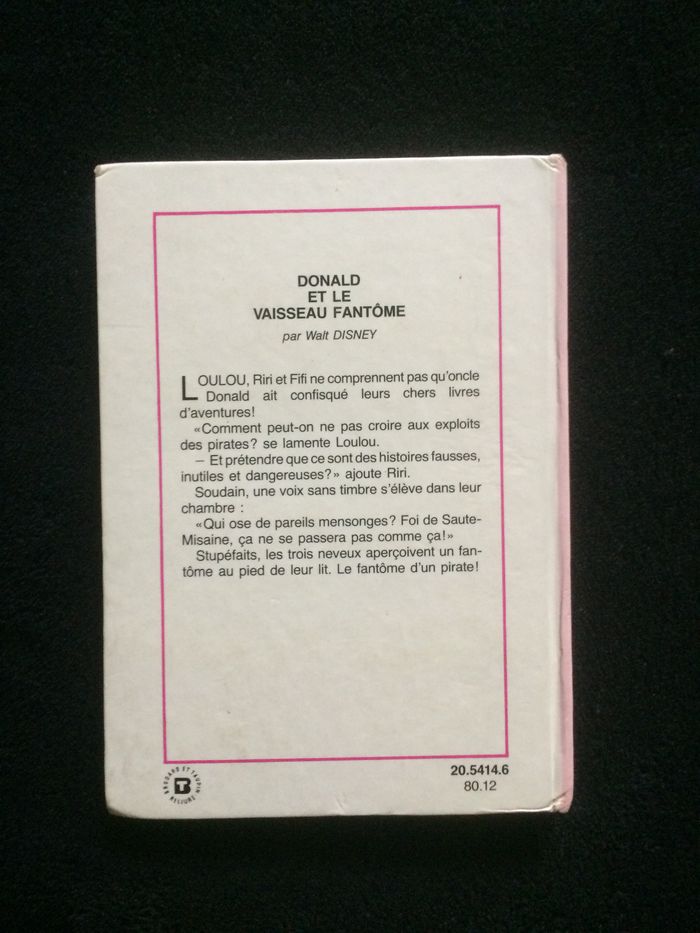 DONALD
ET LE
VAISSEAU FANTÔME
par Walt DISNEY
LOULOU, Riri et Fifi ne comprennent pas qu'oncle
Donald ait confisqué leurs chers livres
d'aventures!
«Comment peut-on ne pas croire aux exploits
des pirates? se lamente Loulou.
— Et prétendre que ce sont des histoires fausses,
inutiles et dangereuses?» ajoute Riri.
Soudain, une voix sans timbre s'élève dans leur
chambre :
«Qui ose de pareils mensonges? Foi de Saute-
Misaine, ça ne se passera pas comme ça!»
Stupéfaits, les trois neveux aperçoivent un fan-
tôme au pied de leur lit. Le fantôme d'un pirate!
BRODARD ET TAUPIN
RELIURE
20.5414.6
80.12